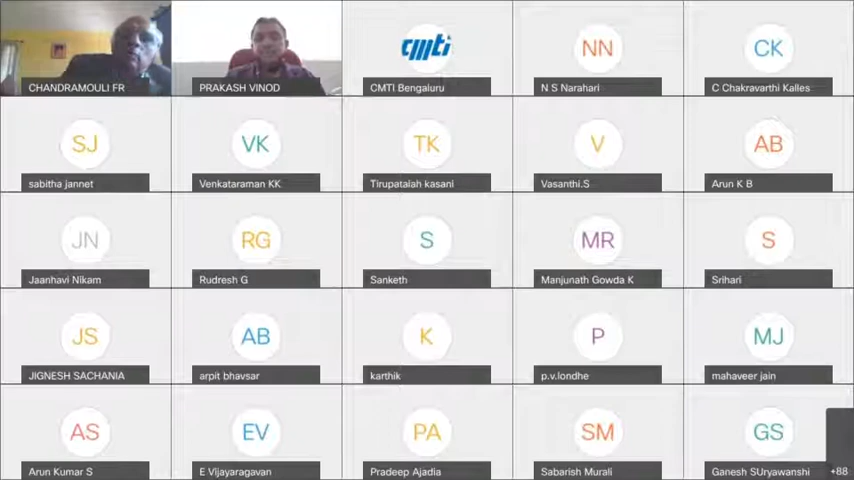 CHANDRAMOULI FR
PRAKASH VINOD
cmti
CMTI Bengaluru
NN
N S Narahari
CK
C Chakravarthi Kalles
SJ
sabitha jannet
VK
Venkataraman KK
TK
Tirupataiah kasani
V
Vasanthi.S
AB
Arun K B
JN
Jaanhavi Nikam
RG
Rudresh G
S
Sanketh
MR
Manjunath Gowda K
S
Srihari
JS
JIGNESH SACHANIA
AB
arpit bhavsar
K
karthik
P
p.v.londhe
MJ
mahaveer jain
AS
Arun Kumar S
EV
E Vijayaragavan
PA
Pradeep Ajadia
SM
Sabarish Murali
GS
Ganesh SUryawanshi
+88